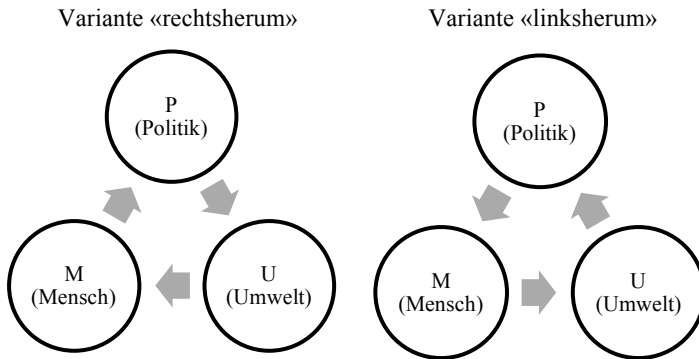 Variante «rechtsherum»
P
(Politik)
M
(Mensch)
U
(Umwelt)
Variante «linksherum»
P
(Politik)
M
(Mensch)
U
(Umwelt)